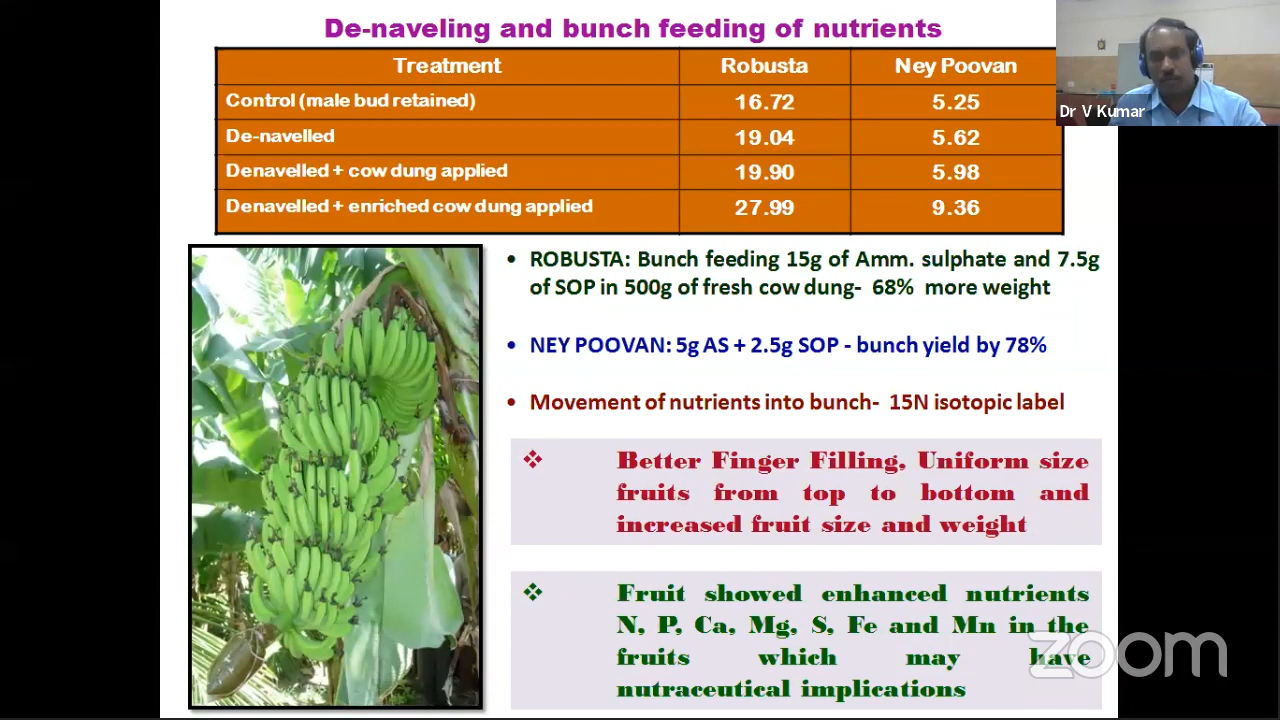 De-naveling and bunch feeding of nutrients
Treatment Robusta Ney Poovan
Control (male bud retained) 16.72 5.25
De-navelled 19.04 5.62
Denavelled + cow dung applied 19.90 5.98
Denavelled + enriched cow dung applied 27.99 9.36
Dr V Kumar
• ROBUSTA: Bunch feeding 15g of Amm. sulphate and 7.5g
of SOP in 500g of fresh cow dung- 68% more weight
• NEY POOVAN: 5g AS + 2.5g SOP - bunch yield by 78%
• Movement of nutrients into bunch- 15N isotopic label
❖ Better Finger Filling, Uniform size
fruits from top to bottom and
increased fruit size and weight
❖ Fruit showed enhanced nutrients
N, P, Ca, Mg, S, Fe and Mn in the
fruits which may have
nutraceutical implications
zoom